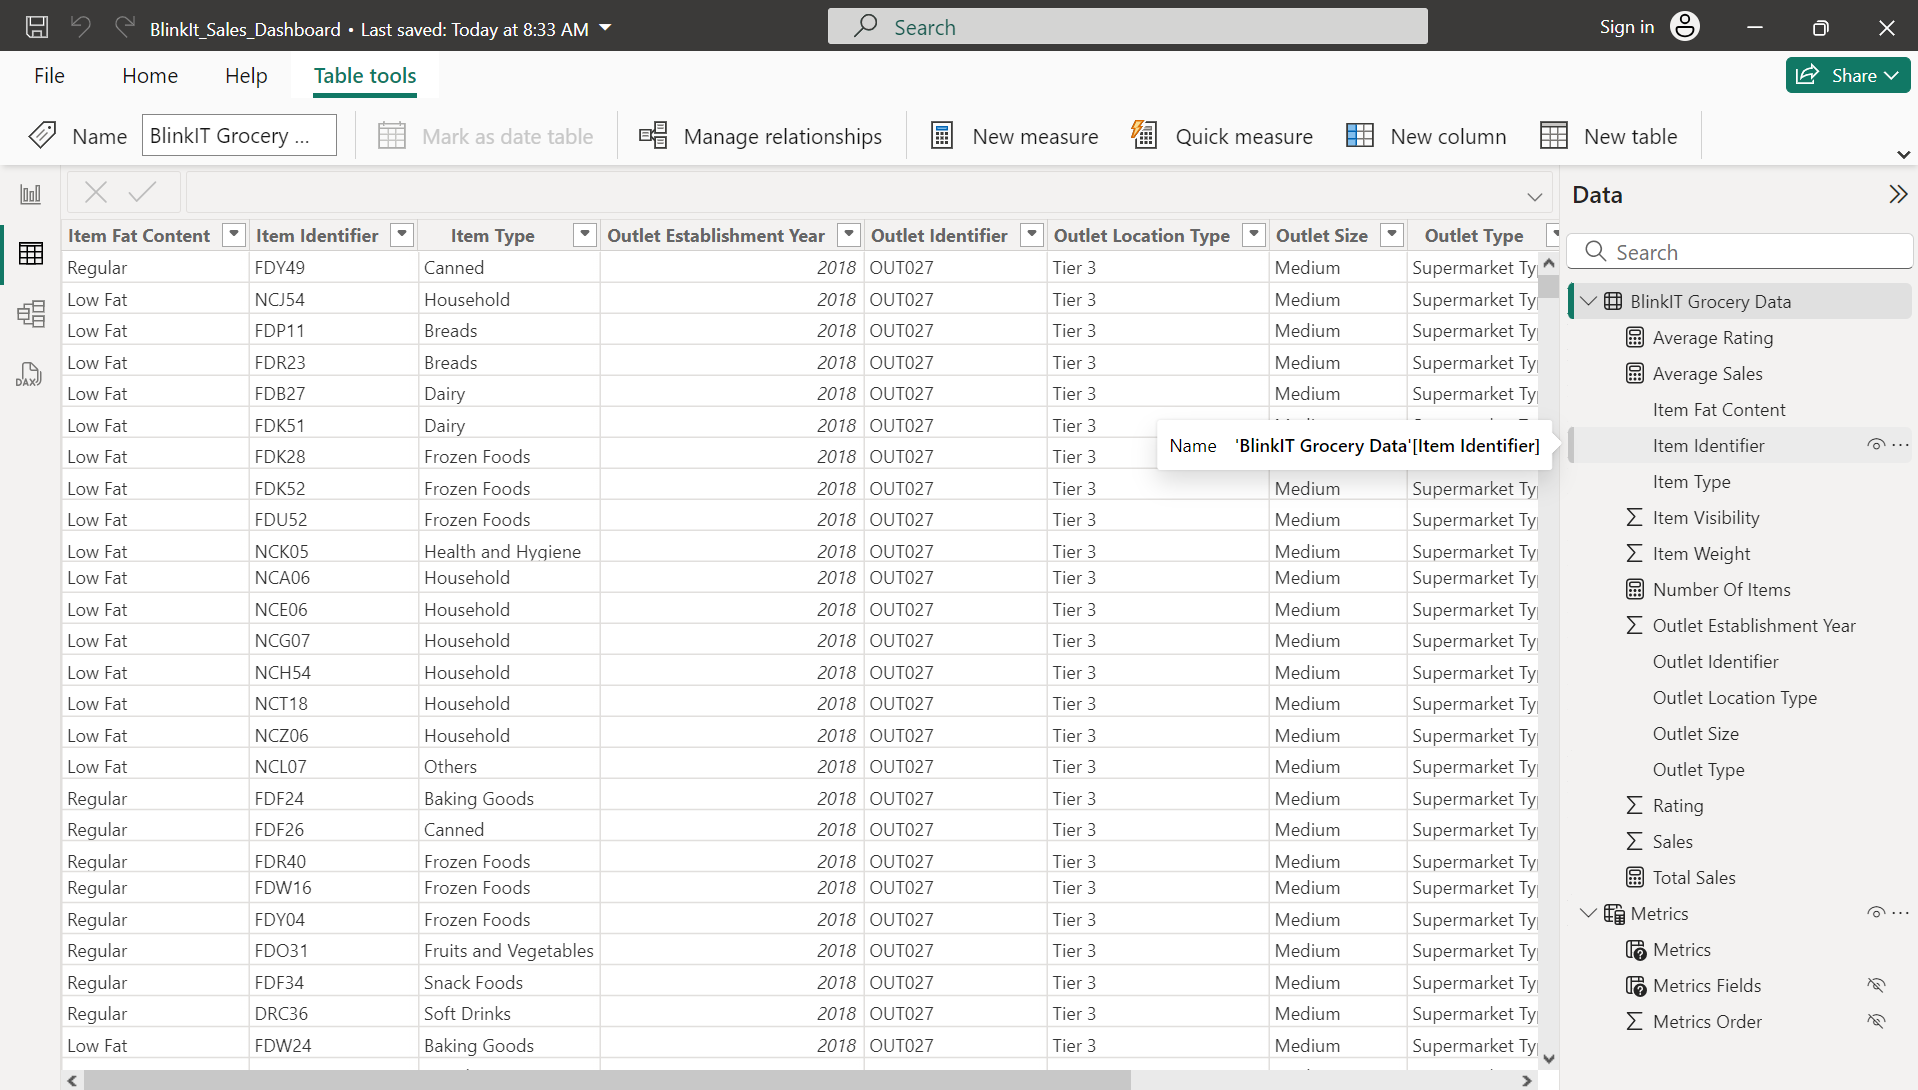 BlinkIt_Sales_Dashboard • Last saved: Today at 8:33 AM
Search
Sign in
File Home Help Table tools
Share
Name BlinkIT Grocery ...
Mark as date table
Manage relationships
New measure
Quick measure
New column
New table
Item Fat Content Item Identifier Item Type Outlet Establishment Year Outlet Identifier Outlet Location Type Outlet Size Outlet Type
Regular FDY49 Canned 2018 OUT027 Tier 3 Medium Supermarket Ty
Low Fat NCJ54 Household 2018 OUT027 Tier 3 Medium Supermarket Ty
Low Fat FDP11 Breads 2018 OUT027 Tier 3 Medium Supermarket Ty
Low Fat FDR23 Breads 2018 OUT027 Tier 3 Medium Supermarket Ty
Low Fat FDB27 Dairy 2018 OUT027 Tier 3 Medium Supermarket Ty
Low Fat FDK51 Dairy 2018 OUT027 Tier 3
Low Fat FDK28 Frozen Foods 2018 OUT027 Tier 3
Low Fat FDK52 Frozen Foods 2018 OUT027 Tier 3 Medium Supermarket Ty
Low Fat FDU52 Frozen Foods 2018 OUT027 Tier 3 Medium Supermarket Ty
Low Fat NCK05 Health and Hygiene 2018 OUT027 Tier 3 Medium Supermarket Ty
Low Fat NCA06 Household 2018 OUT027 Tier 3 Medium Supermarket Ty
Low Fat NCE06 Household 2018 OUT027 Tier 3 Medium Supermarket Ty
Low Fat NCG07 Household 2018 OUT027 Tier 3 Medium Supermarket Ty
Low Fat NCH54 Household 2018 OUT027 Tier 3 Medium Supermarket Ty
Low Fat NCT18 Household 2018 OUT027 Tier 3 Medium Supermarket Ty
Low Fat NCZ06 Household 2018 OUT027 Tier 3 Medium Supermarket Ty
Low Fat NCL07 Others 2018 OUT027 Tier 3 Medium Supermarket Ty
Regular FDF24 Baking Goods 2018 OUT027 Tier 3 Medium Supermarket Ty
Regular FDF26 Canned 2018 OUT027 Tier 3 Medium Supermarket Ty
Regular FDR40 Frozen Foods 2018 OUT027 Tier 3 Medium Supermarket Ty
Regular FDW16 Frozen Foods 2018 OUT027 Tier 3 Medium Supermarket Ty
Regular FDY04 Frozen Foods 2018 OUT027 Tier 3 Medium Supermarket Ty
Regular FDO31 Fruits and Vegetables 2018 OUT027 Tier 3 Medium Supermarket Ty
Regular FDF34 Snack Foods 2018 OUT027 Tier 3 Medium Supermarket Ty
Regular DRC36 Soft Drinks 2018 OUT027 Tier 3 Medium Supermarket Ty
Low Fat FDW24 Baking Goods 2018 OUT027 Tier 3 Medium Supermarket Ty
DAX
Name 'BlinkIT Grocery Data'[Item Identifier]
Data
Search
BlinkIT Grocery Data
Average Rating
Average Sales
Item Fat Content
Item Identifier
Item Type
Item Visibility
Item Weight
Number Of Items
Outlet Establishment Year
Outlet Identifier
Outlet Location Type
Outlet Size
Outlet Type
Rating
Sales
Total Sales
Metrics
Metrics
Metrics Fields
Metrics Order